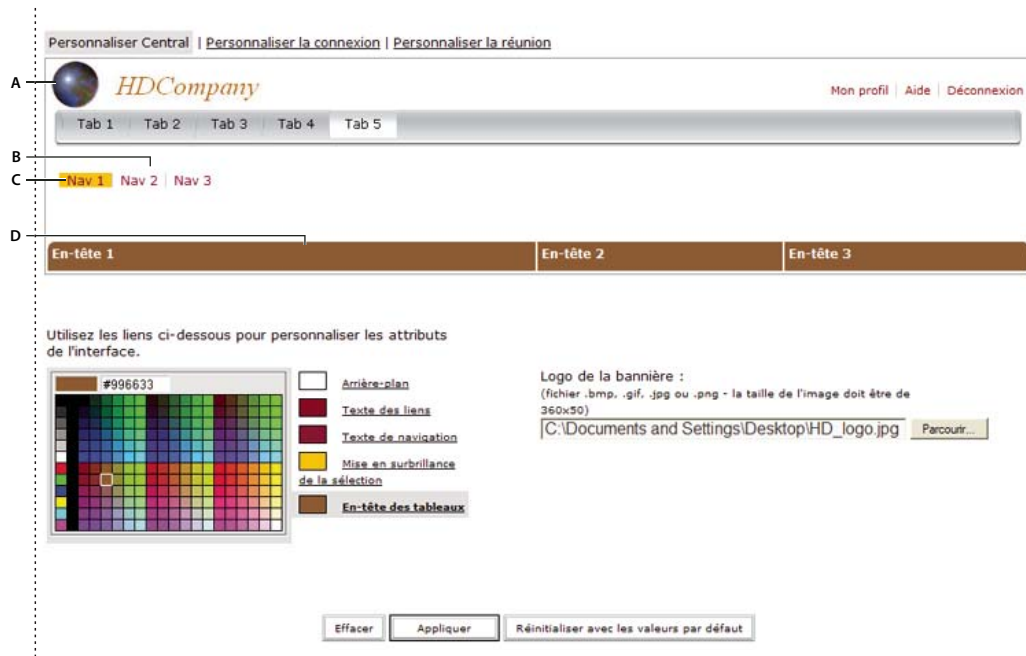 Personnaliser Central | Personnaliser la connexion | Personnaliser la réunion
A
HDCompany
Mon profil | Aide | Déconnexion
Tab 1 Tab 2 Tab 3 Tab 4 Tab 5
B
C
Nav 1 Nav 2 Nav 3
D
En-tête 1 En-tête 2 En-tête 3
Utilisez les liens ci-dessous pour personnaliser les attributs
de l'interface.
#996633
Arrière-plan
Texte des liens
Texte de navigation
Mise en surbrillance
de la sélection
En-tête des tableaux
Logo de la bannière :
(fichier .bmp, .gif, .jpg ou .png - la taille de l'image doit être de
360x50)
C:\Documents and Settings\Desktop\HD_logo.jpg Parcourir...
Effacer Appliquer Réinitialiser avec les valeurs par défaut